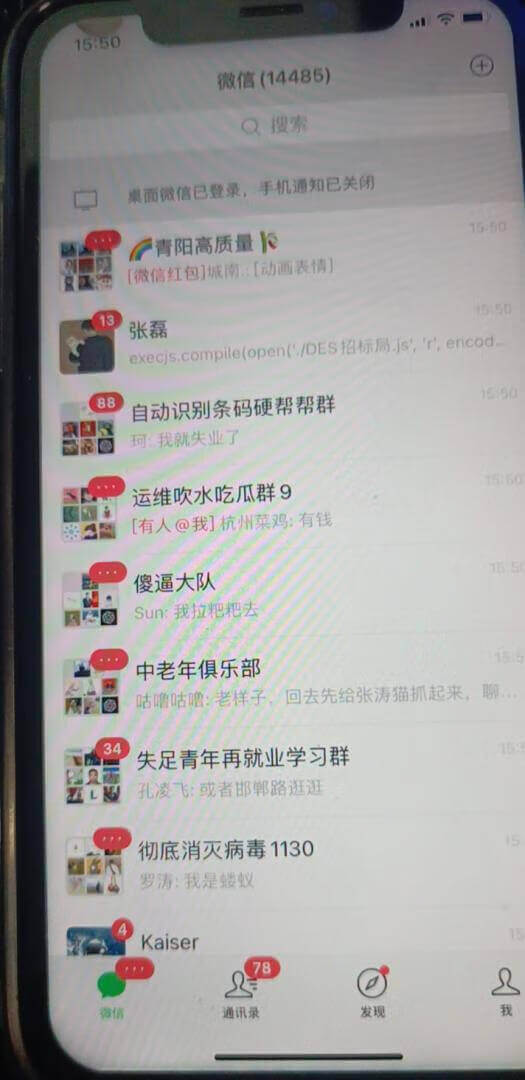 15:50
微信(14485)
搜索
桌面微信已登录，手机通知已关闭
🌈青阳高质量🎋
15:50
[微信红包]城南..:[动画表情]
13
张磊
15:50
execjs.compile(open('./DES招标局.js', 'r', encod...
88
自动识别条码硬帮帮群
15:50
珂: 我就失业了
运维吹水吃瓜群9
15:50
[有人@我] 杭州菜鸡: 有钱
傻逼大队
15:50
Sun: 我拉粑粑去
中老年俱乐部
15:5
咕噜咕噜: 老样子，回去先给张涛猫抓起来，聊...
34
失足青年再就业学习群
15:
孔凌飞: 或者邯郸路逛逛
彻底消灭病毒1130
15:
罗涛: 我是蝼蚁
4
Kaiser
15
微信
78
通讯录
发现
我